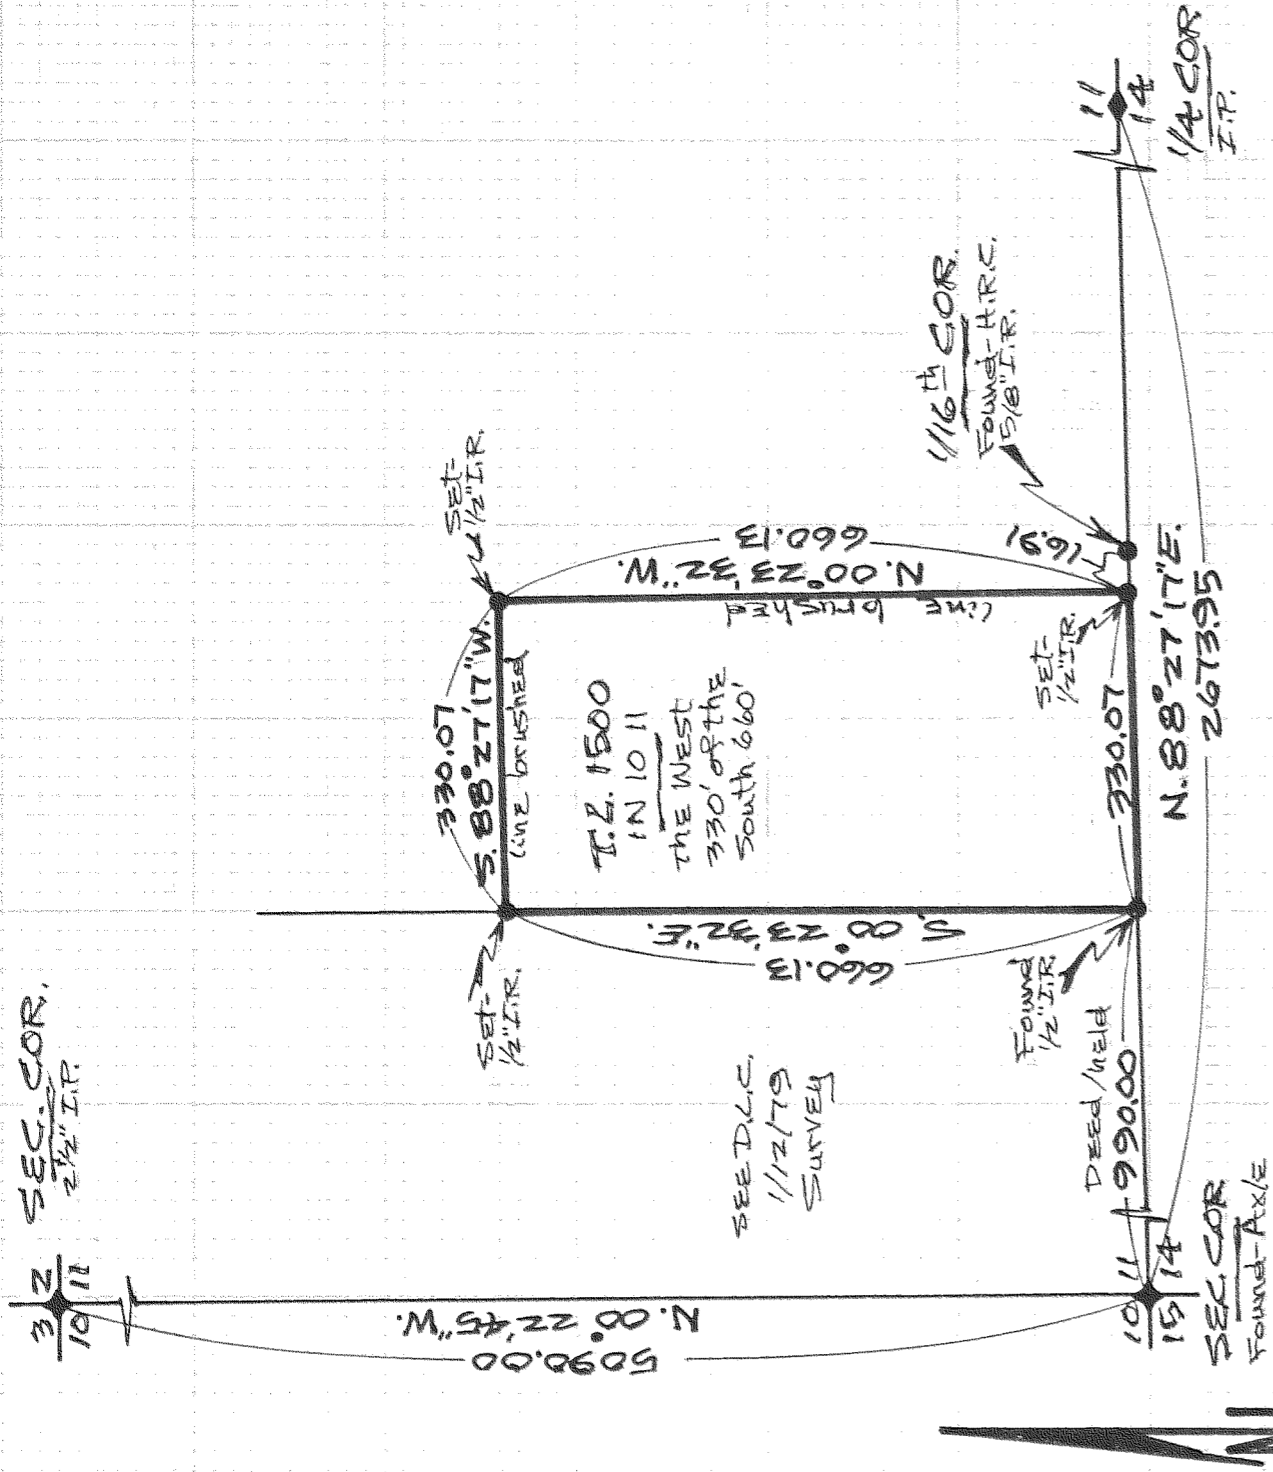 3 2
10 11
SEC. COR.
2 1/2" I.P.
N. 00° 22' 45" W.
5090.00
SEE D.L.C.
1/12/79
Survey
Set-
1/2" I.R.
330.07
S. 88° 27' 17" W.
line brushed
Set-
1/2" I.R.
T.L. 1500
IN 10 11
the West
330' of the
South 660'
S. 00° 23' 32" E.
660.13
660.13
N. 00° 23' 32" W.
line brushed
Found
1/2" I.R.
Set-
1/2" I.R.
16.91
1/16th COR.
Found-H.R.C.
5/8" I.R.
Deed/held
990.00
330.07
N. 88° 27' 17" E.
2673.95
10 11
15 14
SEC. COR
Found-Axle
11
14
1/4 COR
I.P.